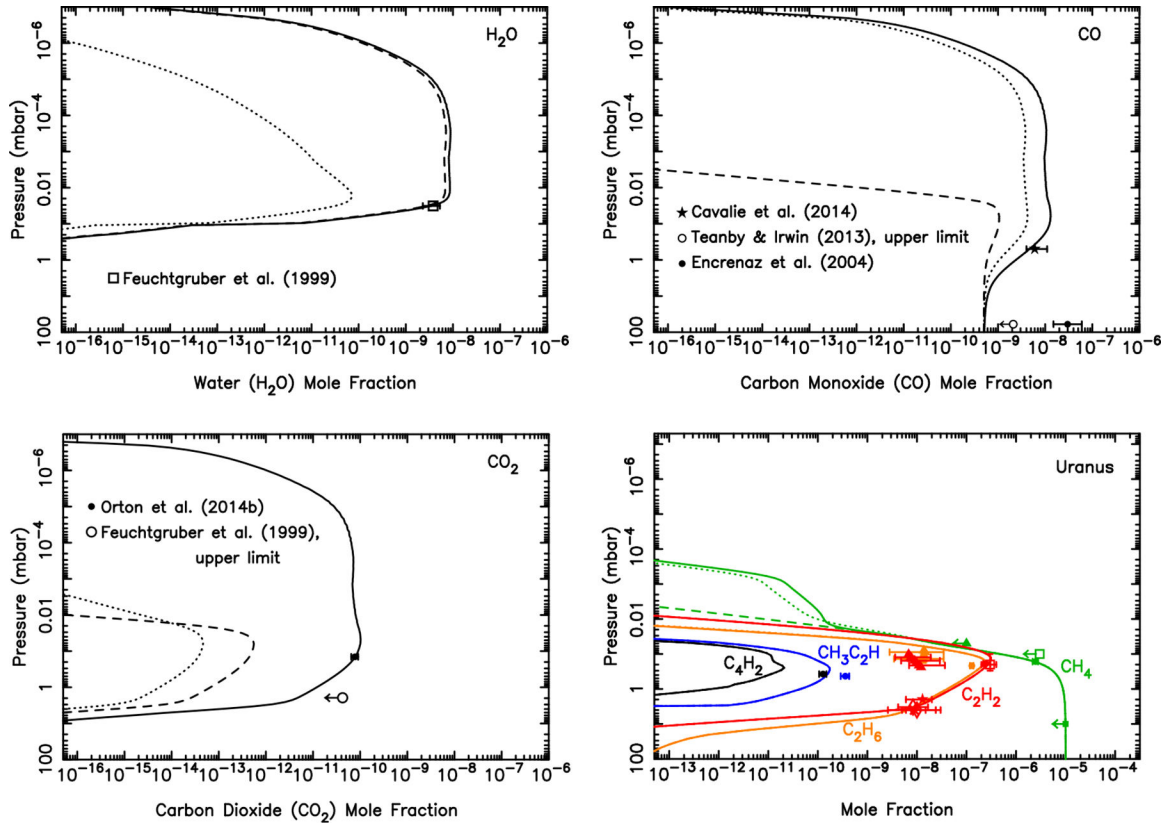 H₂O
10⁻⁶
10⁻⁴
0.01
1
100
Pressure (mbar)
□ Feuchtgruber et al. (1999)
10⁻¹⁶ 10⁻¹⁵ 10⁻¹⁴ 10⁻¹³ 10⁻¹² 10⁻¹¹ 10⁻¹⁰ 10⁻⁹ 10⁻⁸ 10⁻⁷ 10⁻⁶
Water (H₂O) Mole Fraction
CO
10⁻⁶
10⁻⁴
0.01
1
100
Pressure (mbar)
★ Cavalie et al. (2014)
○ Teanby & Irwin (2013), upper limit
● Encrenaz et al. (2004)
10⁻¹⁶ 10⁻¹⁵ 10⁻¹⁴ 10⁻¹³ 10⁻¹² 10⁻¹¹ 10⁻¹⁰ 10⁻⁹ 10⁻⁸ 10⁻⁷ 10⁻⁶
Carbon Monoxide (CO) Mole Fraction
CO₂
10⁻⁶
10⁻⁴
0.01
1
100
Pressure (mbar)
● Orton et al. (2014b)
○ Feuchtgruber et al. (1999),
upper limit
10⁻¹⁶ 10⁻¹⁵ 10⁻¹⁴ 10⁻¹³ 10⁻¹² 10⁻¹¹ 10⁻¹⁰ 10⁻⁹ 10⁻⁸ 10⁻⁷ 10⁻⁶
Carbon Dioxide (CO₂) Mole Fraction
Uranus
10⁻⁶
10⁻⁴
0.01
1
100
Pressure (mbar)
C₄H₂
CH₃C₂H
CH₄
C₂H₂
C₂H₆
10⁻¹³ 10⁻¹² 10⁻¹¹ 10⁻¹⁰ 10⁻⁹ 10⁻⁸ 10⁻⁷ 10⁻⁶ 10⁻⁵ 10⁻⁴
Mole Fraction